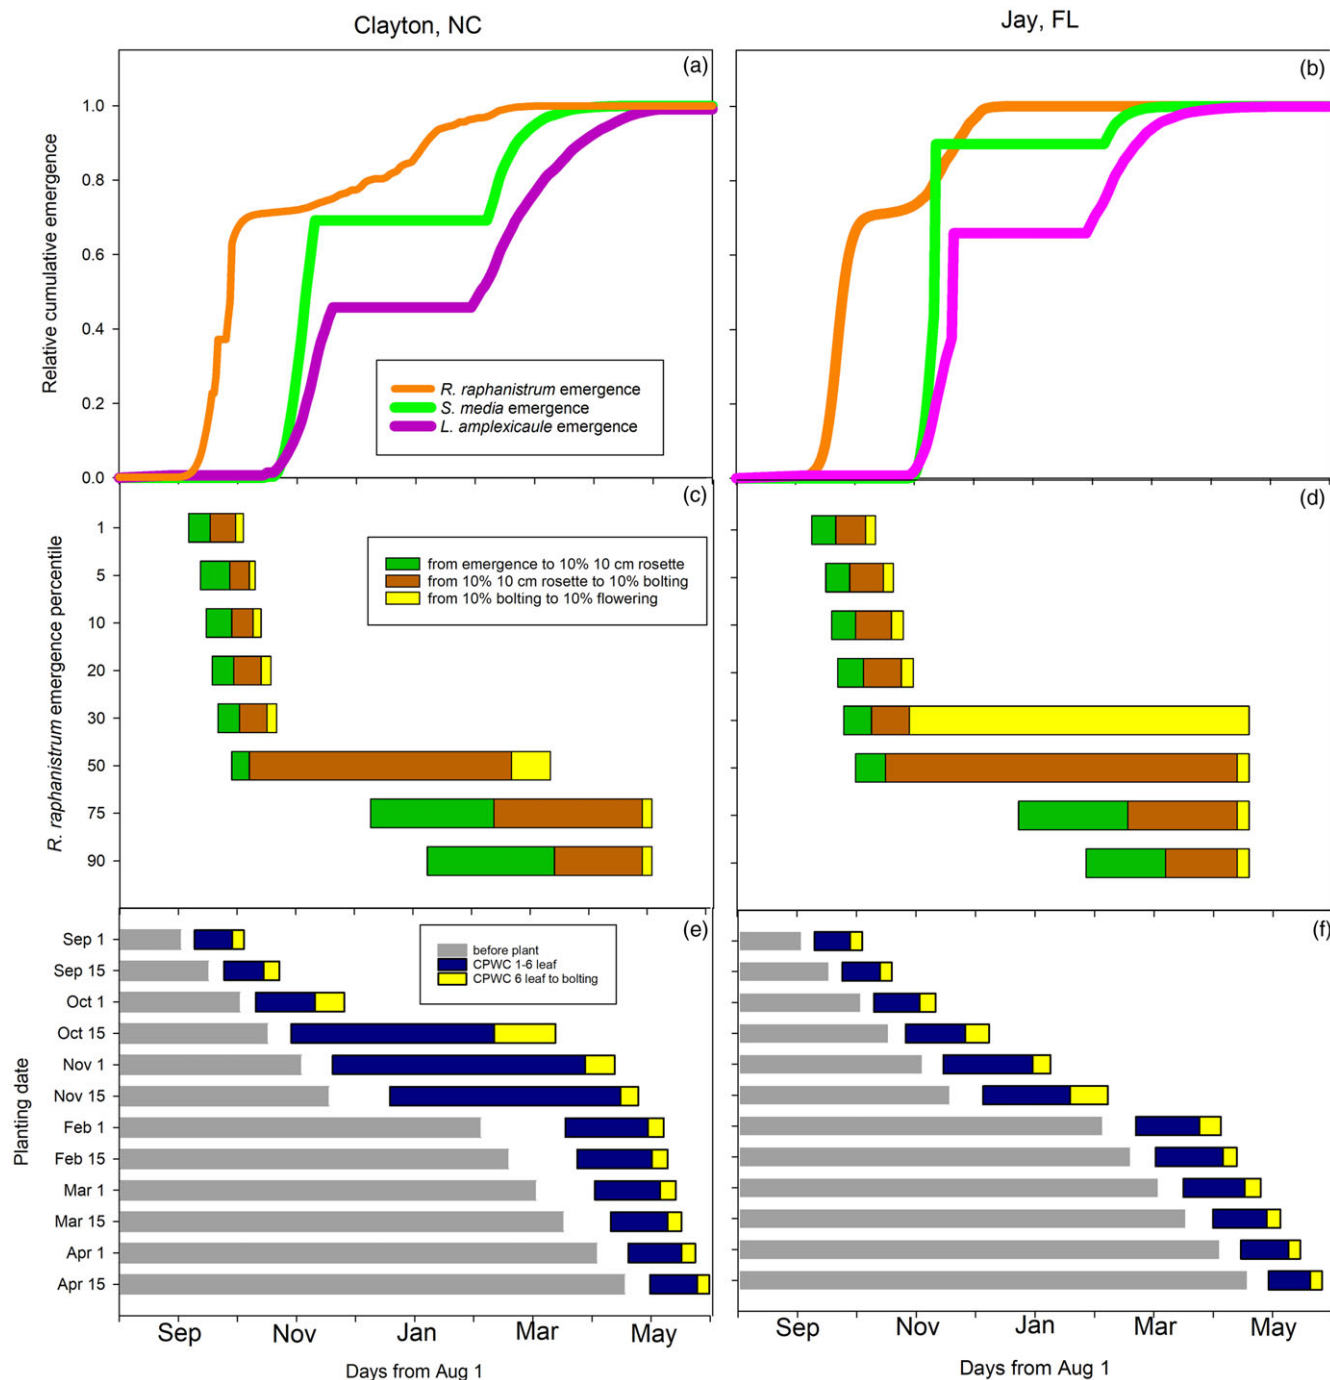 Clayton, NC
Jay, FL
(a)
(b)
1.0
0.8
0.6
0.4
0.2
0.0
Relative cumulative emergence
R. raphanistrum emergence
S. media emergence
L. amplexicaule emergence
(c)
(d)
1
5
10
20
30
50
75
90
R. raphanistrum emergence percentile
from emergence to 10% 10 cm rosette
from 10% 10 cm rosette to 10% bolting
from 10% bolting to 10% flowering
(e)
(f)
Sep 1
Sep 15
Oct 1
Oct 15
Nov 1
Nov 15
Feb 1
Feb 15
Mar 1
Mar 15
Apr 1
Apr 15
Planting date
before plant
CPWC 1-6 leaf
CPWC 6 leaf to bolting
Sep Nov Jan Mar May
Sep Nov Jan Mar May
Days from Aug 1
Days from Aug 1